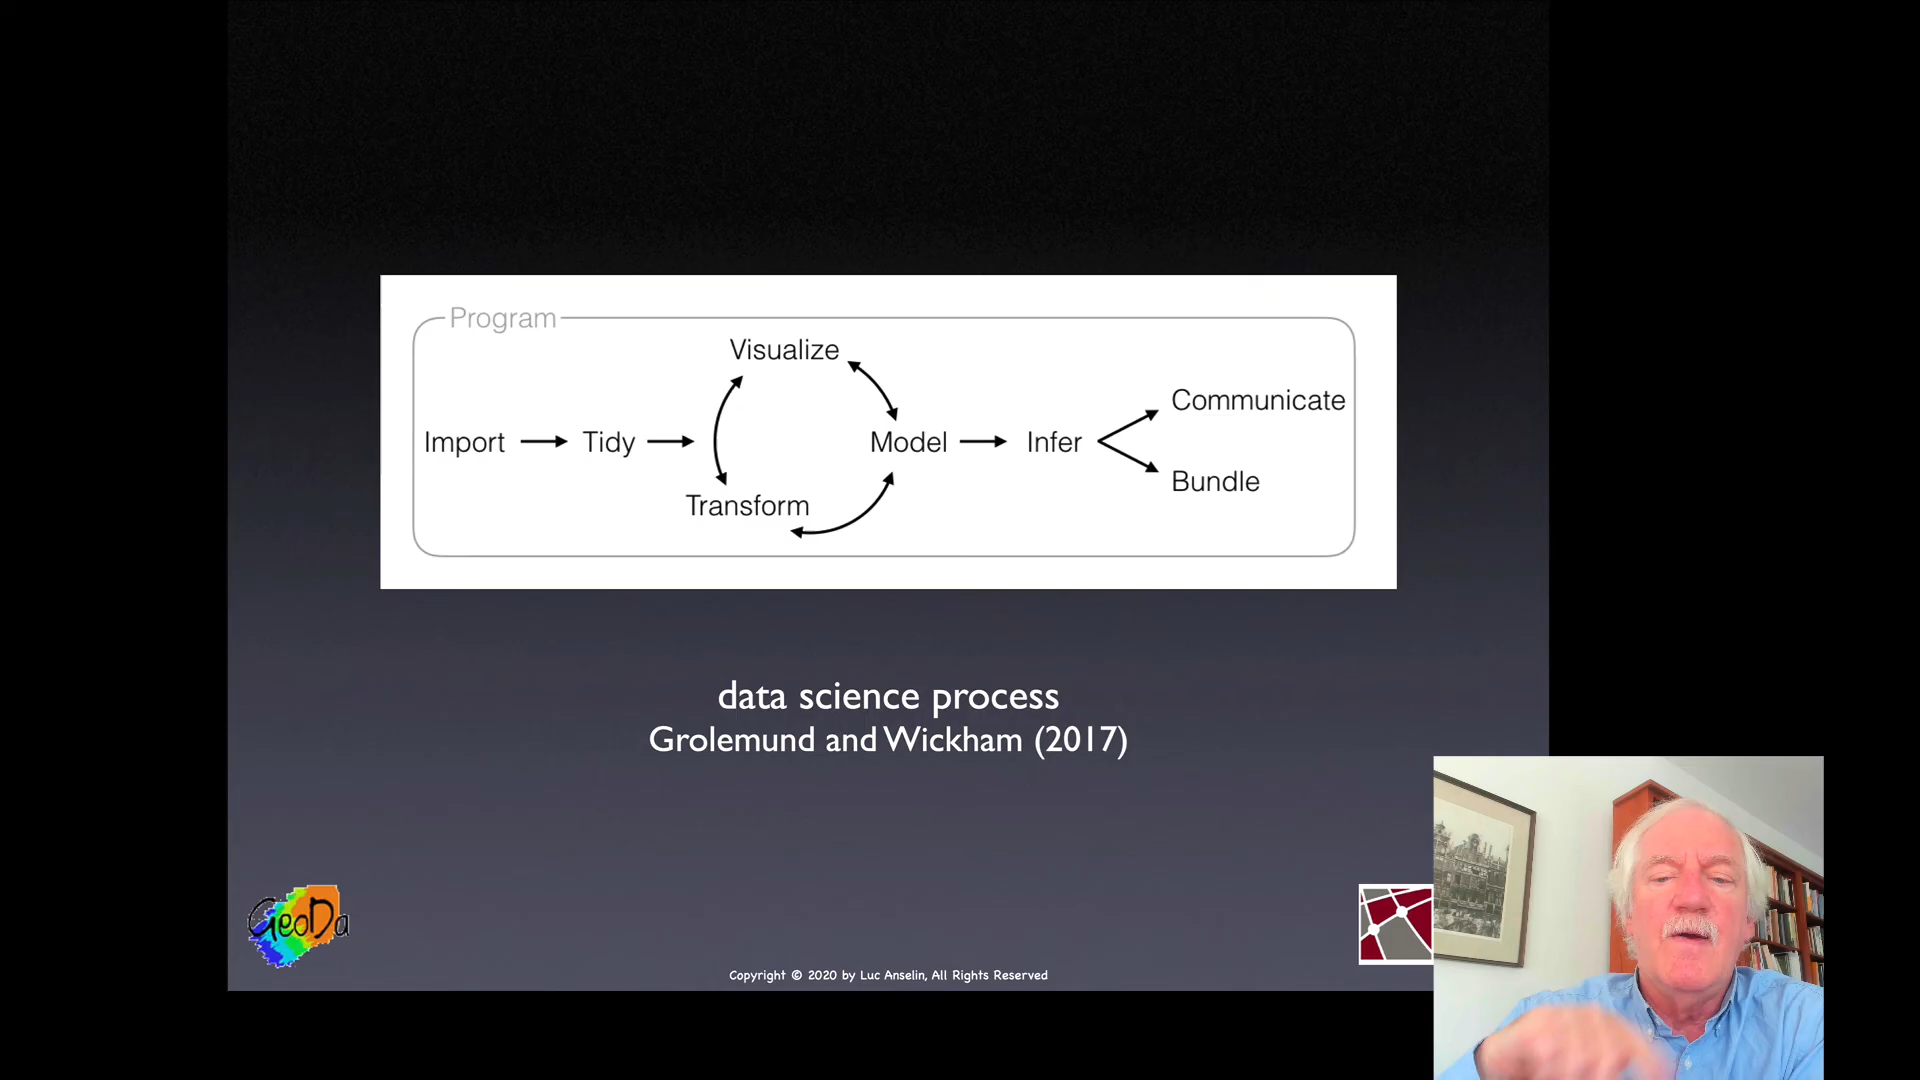 Program
Visualize
Communicate
Import
Tidy
Model
Infer
Bundle
Transform
data science process
Grolemund and Wickham (2017)
GeoDa
Copyright © 2020 by Luc Anselin, All Rights Reserved